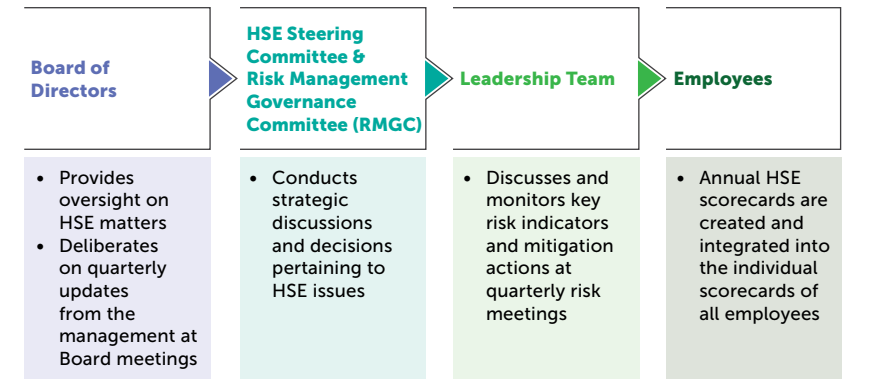 Board of
Directors
HSE Steering
Committee &
Risk Management
Governance
Committee (RMGC)
Leadership Team
Employees
• Provides
oversight on
HSE matters
• Deliberates
on quarterly
updates
from the
management at
Board meetings
• Conducts
strategic
discussions
and decisions
pertaining to
HSE issues
• Discusses and
monitors key
risk indicators
and mitigation
actions at
quarterly risk
meetings
• Annual HSE
scorecards are
created and
integrated into
the individual
scorecards of
all employees